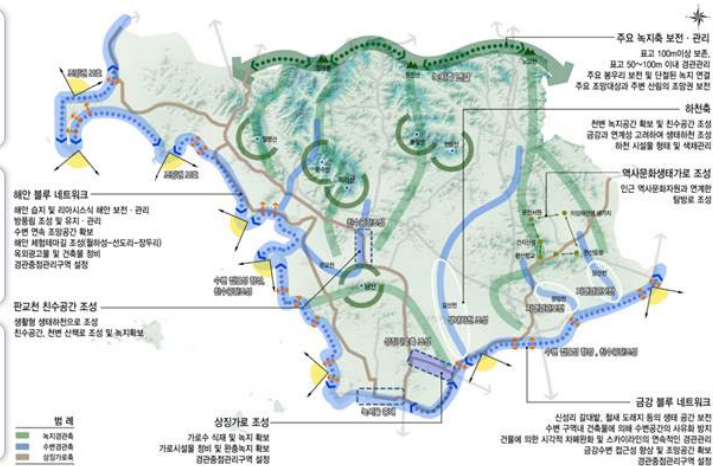 주요 녹지축 보전 · 관리
표고 100m이상 보존,
표고 50~100m 이내 경관관리
주요 봉우리 보전 및 단절된 녹지 연결
주요 조망대상과 주변 산림의 조망권 보전
하천축
천변 녹지공간 확보 및 친수공간 조성
금강과 연계성 고려하여 생태하천 조성
하천 시설물 형태 및 색채관리
역사문화생태가로 조성
인근 역사문화자원과 연계한
탐방로 조성
해안 블루 네트워크
해안 습지 및 리아시스식 해안 보전 · 관리
방풍림 조성 및 유지 · 관리
수변 연속 조망공간 확보
해안 체험테마길 조성(월하성~선도리~장두리)
옥외광고물 및 건축물 정비
경관중점관리구역 설정
판교천 친수공간 조성
생활형 생태하천으로 조성
친수공간, 천변 산책로 조성 및 녹지확보
상징가로 조성
가로수 식재 및 녹지 확보
가로시설물 정비 및 완충녹지 확보
경관중점관리구역 설정
금강 블루 네트워크
신성리 갈대밭, 철새 도래지 등의 생태 공간 보전
수변 구역내 건축물에 의해 수변공간의 사유화 방지
건물에 의한 시각적 차폐완화 및 스카이라인의 연속적인 경관관리
금강수변 접근성 향상 및 조망공간 확보
경관중점관리구역 설정
범 례
녹지경관축
수변경관축
상징가로축